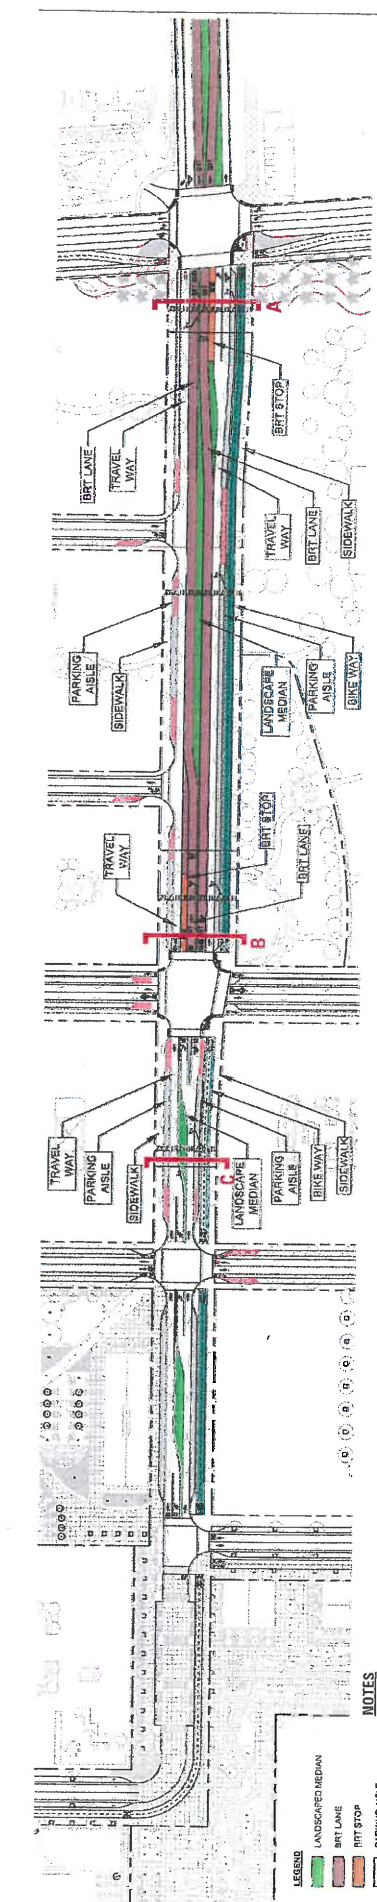 BRT LANE
TRAVEL
WAY
A
BRT STOP
TRAVEL
WAY
BRT LANE
SIDEWALK
PARKING
AISLE
SIDEWALK
LANDSCAPE
MEDIAN
PARKING
AISLE
BIKE WAY
TRAVEL
WAY
BRT STOP
BRT LANE
B
TRAVEL
WAY
PARKING
AISLE
SIDEWALK
C
LANDSCAPE
MEDIAN
PARKING
AISLE
BIKE WAY
SIDEWALK
LEGEND
LANDSCAPED MEDIAN
BRT LANE
BRT STOP
NOTES